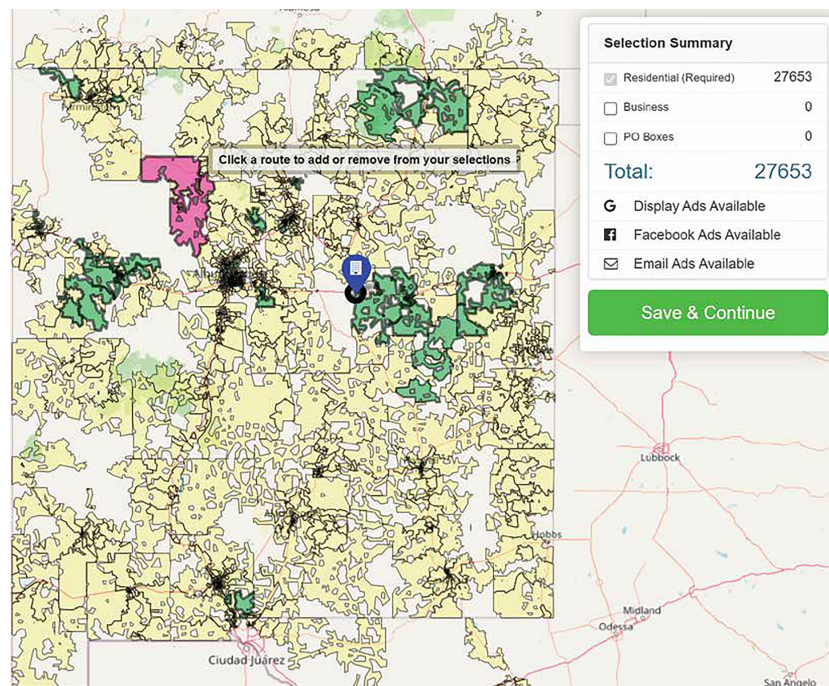 Selection Summary
Residential (Required) 27653
Business 0
PO Boxes 0
Total: 27653
Display Ads Available
Facebook Ads Available
Email Ads Available
Save & Continue
Click a route to add or remove from your selections
Lubbock
Hobbs
Midland
Odessa
Ciudad Juárez
San Angelo